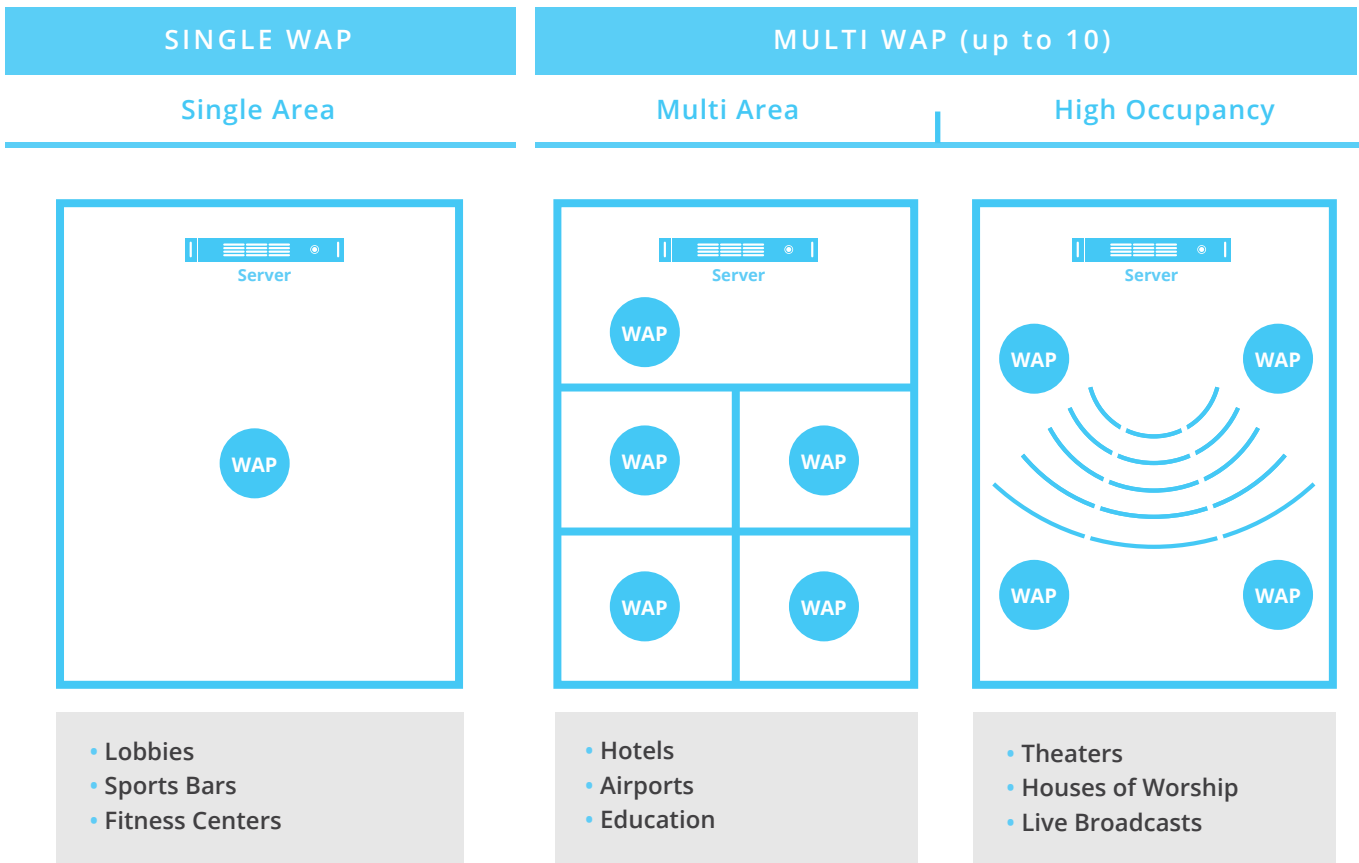 SINGLE WAP
Single Area
Server
WAP
• Lobbies
• Sports Bars
• Fitness Centers
MULTI WAP (up to 10)
Multi Area
Server
WAP
WAP WAP
WAP WAP
• Hotels
• Airports
• Education
High Occupancy
Server
WAP WAP
WAP WAP
• Theaters
• Houses of Worship
• Live Broadcasts